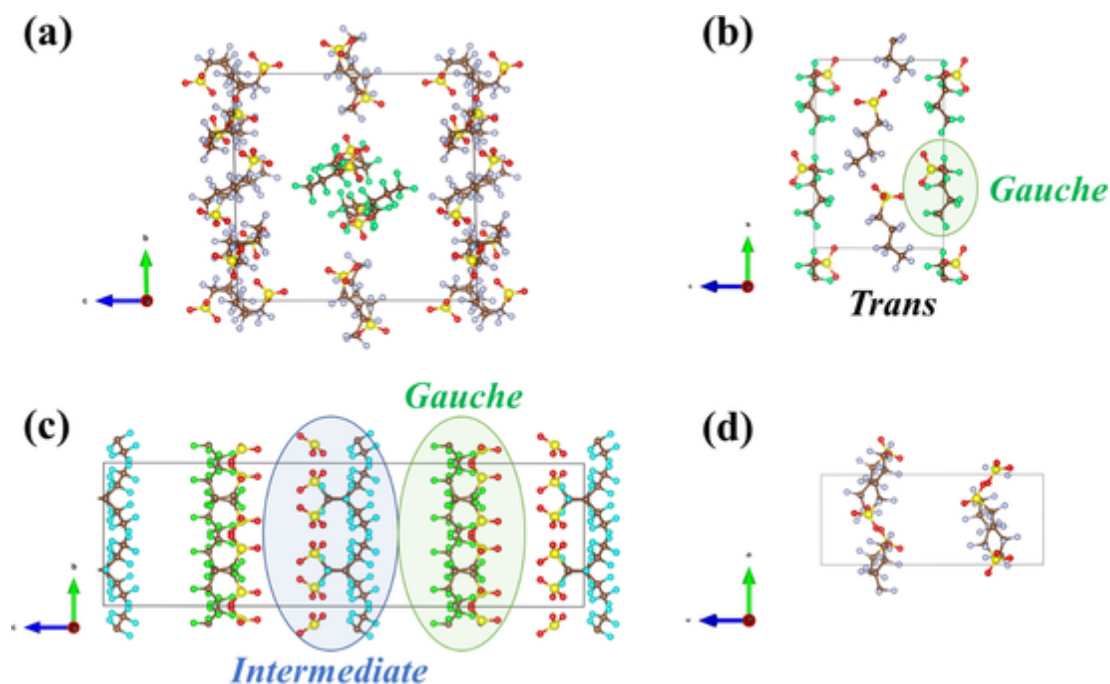 (a)
(b)
b
c
Gauche
Trans
Gauche
(c)
(d)
b
Intermediate